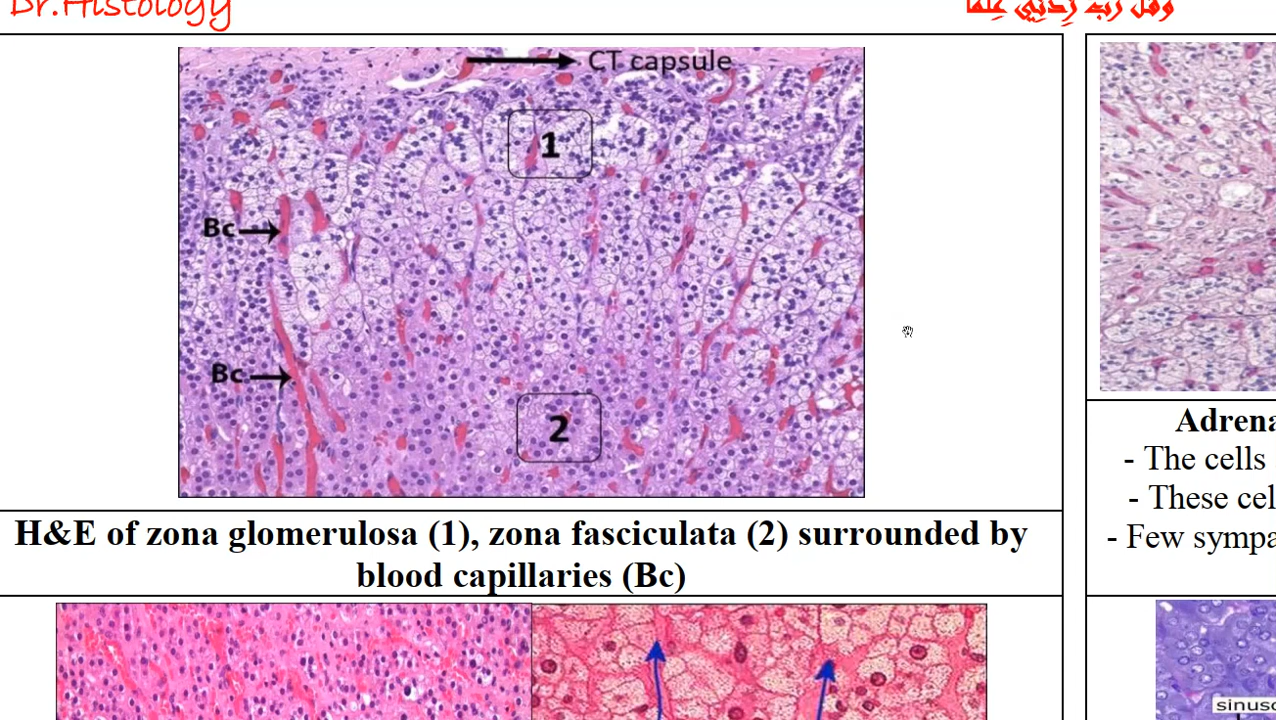 Dr.Histology
وقل رب زدني علما
CT capsule
1
Bc
Bc
2
H&E of zona glomerulosa (1), zona fasciculata (2) surrounded by
blood capillaries (Bc)
Adrena
- The cells
- These cel
- Few sympa
sinuso